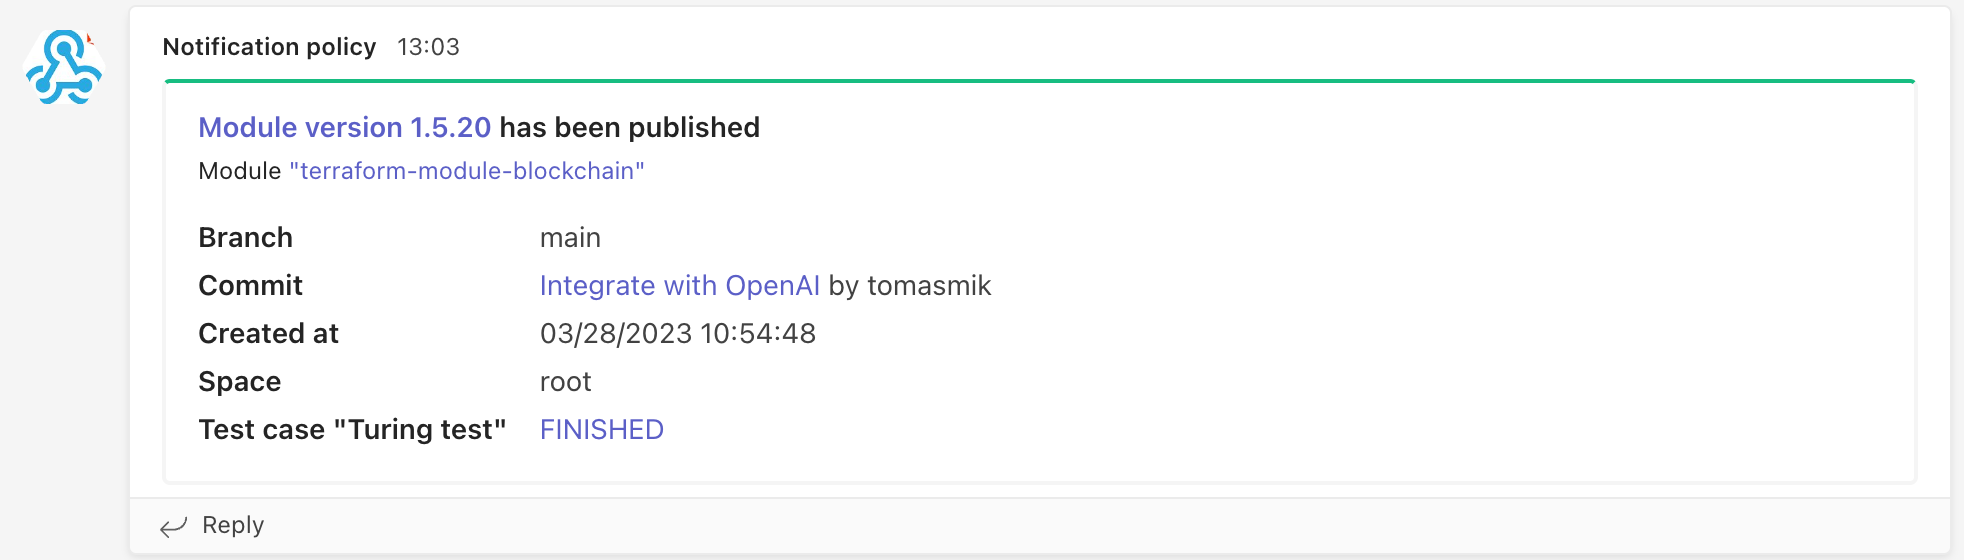 Notification policy 13:03
Module version 1.5.20 has been published
Module "terraform-module-blockchain"
Branch main
Commit Integrate with OpenAI by tomasmik
Created at 03/28/2023 10:54:48
Space root
Test case "Turing test" FINISHED
Reply